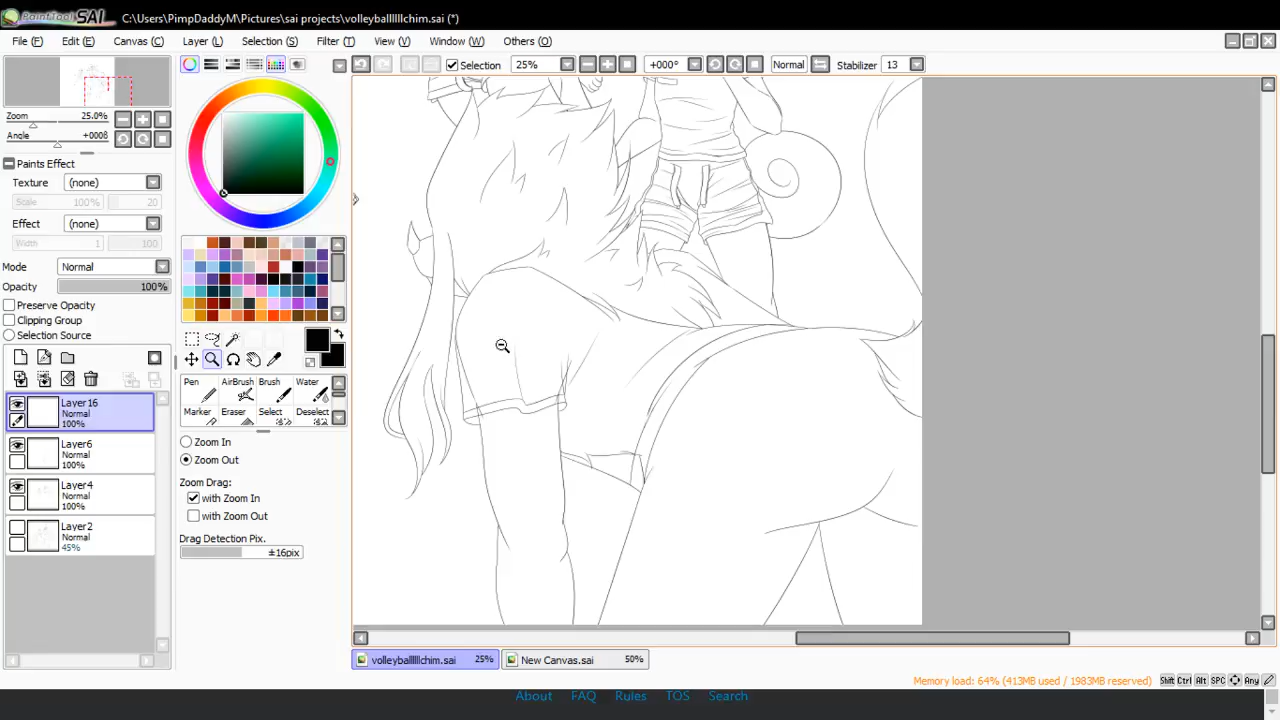 PaintTool SAI C:\Users\PimpDaddyM\Pictures\sai projects\volleyballlllchim.sai (*)
File (F) Edit (E) Canvas (C) Layer (L) Selection (S) Filter (T) View (V) Window (W) Others (O)
Selection 25% +000° Normal Stabilizer 13
Zoom 25.0%
Angle +000θ
Paints Effect
Texture (none)
Scale 100% 20
Effect (none)
Width 1 100
Mode Normal
Opacity 100%
Preserve Opacity
Clipping Group
Selection Source
Layer16
Normal
100%
Layer6
Normal
100%
Layer4
Normal
100%
Layer2
Normal
45%
Pen AirBrush Brush Water
Marker Eraser Select Deselect
Zoom In
Zoom Out
Zoom Drag:
with Zoom In
with Zoom Out
Drag Detection Pix.
±16pix
volleyballlllchim.sai 25% New Canvas.sai 50%
Memory load: 64% (413MB used / 1983MB reserved) Shift Ctrl Alt SPC Any
About FAQ Rules TOS Search